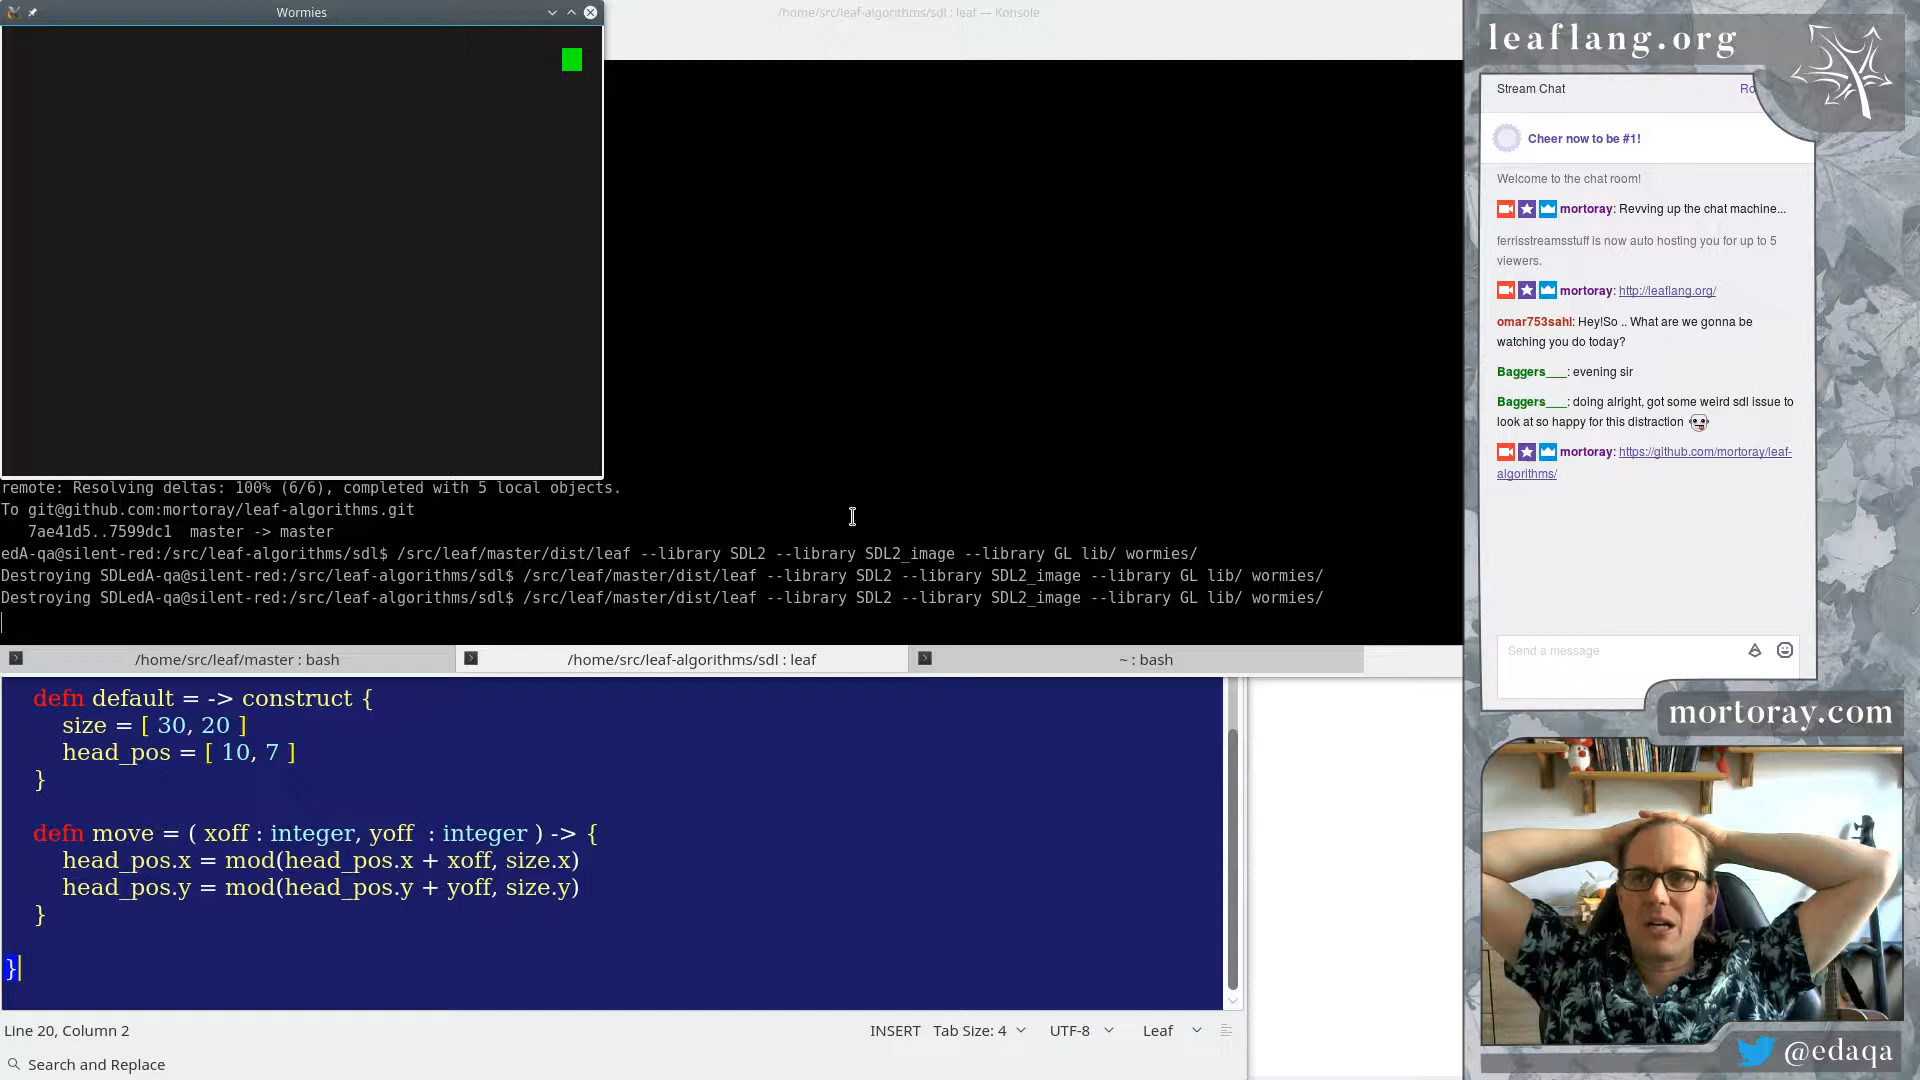 Wormies
/home/src/leaf-algorithms/sdl : leaf — Konsole
remote: Resolving deltas: 100% (6/6), completed with 5 local objects.
To git@github.com:mortoray/leaf-algorithms.git
7ae41d5..7599dc1  master -> master
edA-qa@silent-red:/src/leaf-algorithms/sdl$ /src/leaf/master/dist/leaf --library SDL2 --library SDL2_image --library GL lib/ wormies/
Destroying SDLedA-qa@silent-red:/src/leaf-algorithms/sdl$ /src/leaf/master/dist/leaf --library SDL2 --library SDL2_image --library GL lib/ wormies/
Destroying SDLedA-qa@silent-red:/src/leaf-algorithms/sdl$ /src/leaf/master/dist/leaf --library SDL2 --library SDL2_image --library GL lib/ wormies/
/home/src/leaf/master : bash
/home/src/leaf-algorithms/sdl : leaf
~ : bash
defn default = -> construct {
size = [ 30, 20 ]
head_pos = [ 10, 7 ]
}
defn move = ( xoff : integer, yoff  : integer ) -> {
head_pos.x = mod(head_pos.x + xoff, size.x)
head_pos.y = mod(head_pos.y + yoff, size.y)
}
}
Line 20, Column 2
INSERT
Tab Size: 4
UTF-8
Leaf
Search and Replace
leaflang.org
Stream Chat
Ro
Cheer now to be #1!
Welcome to the chat room!
mortoray: Revving up the chat machine...
ferrisstreamsstuff is now auto hosting you for up to 5
viewers.
mortoray: http://leaflang.org/
omar753sahl: Hey!So .. What are we gonna be
watching you do today?
Baggers___: evening sir
Baggers___: doing alright, got some weird sdl issue to
look at so happy for this distraction
mortoray: https://github.com/mortoray/leaf-
algorithms/
Send a message
mortoray.com
@edaqa